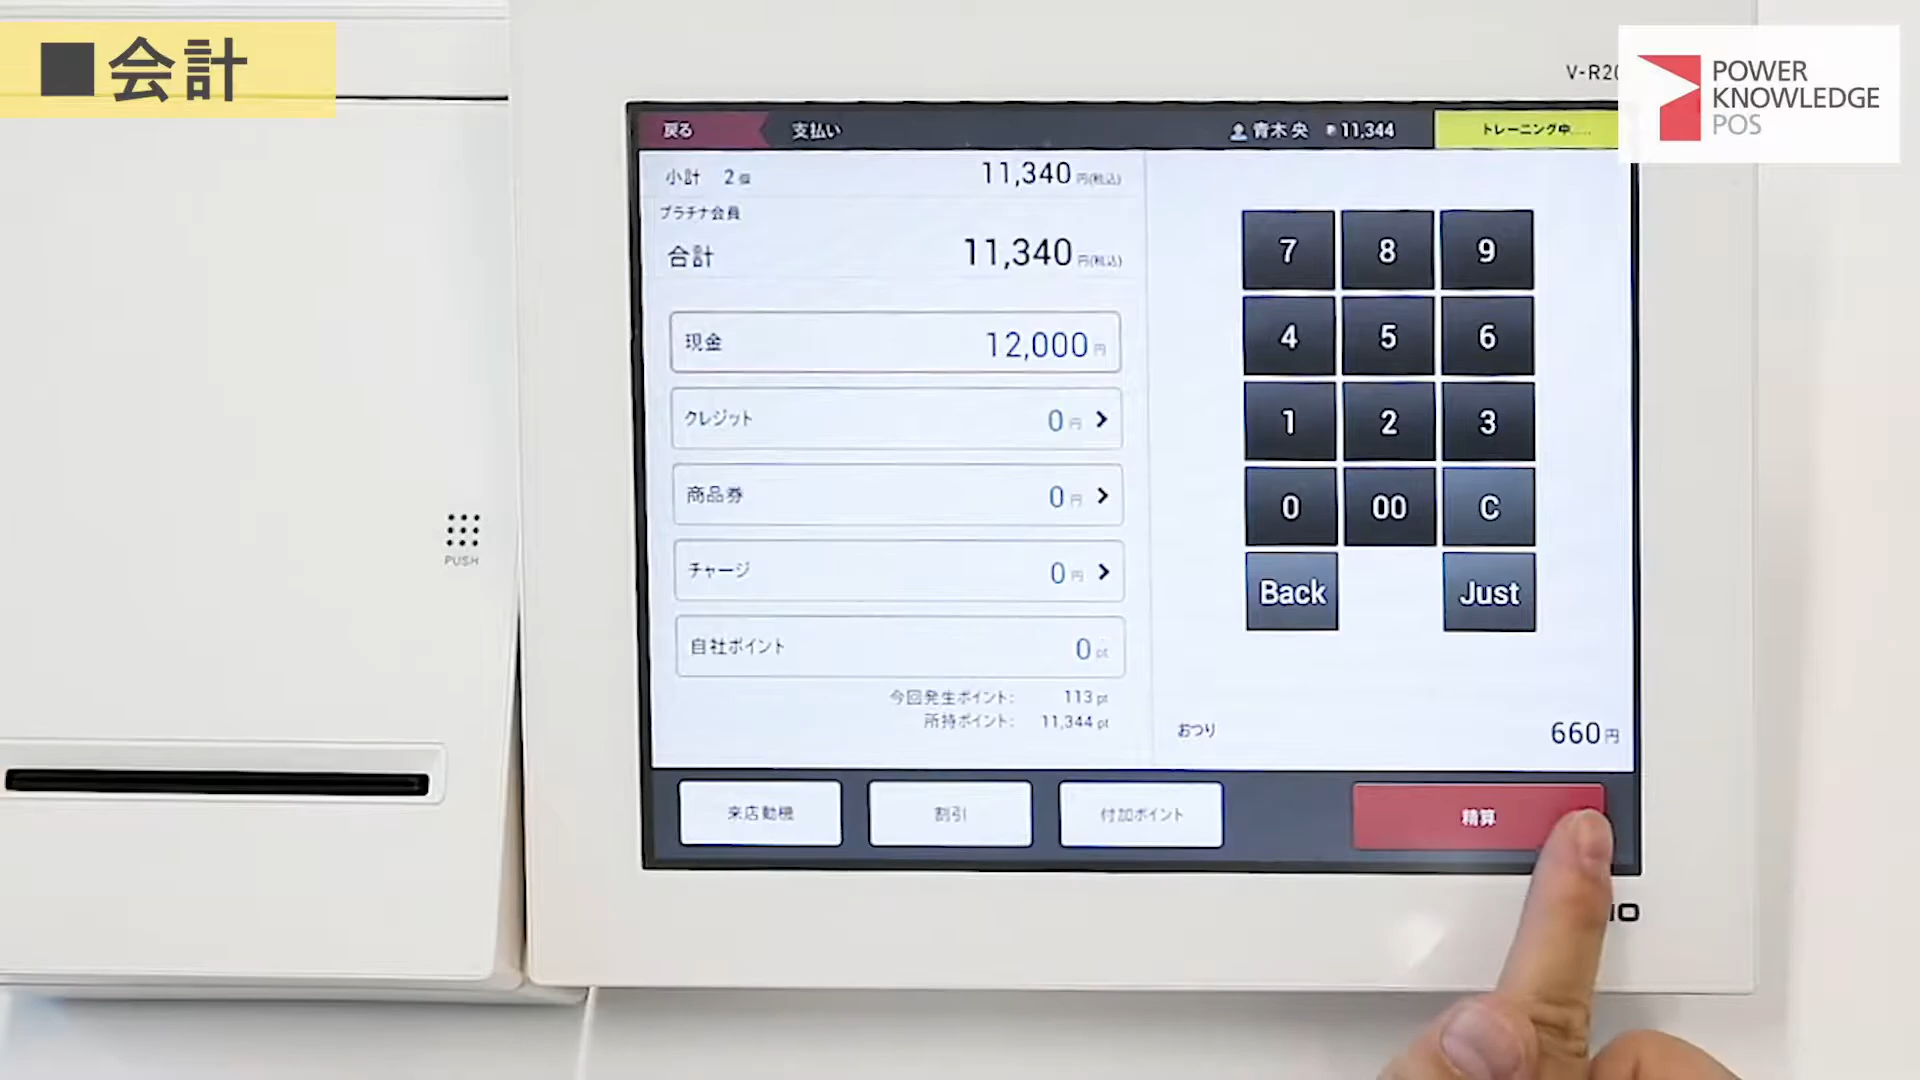 ■会計
POWER
KNOWLEDGE
POS
戻る 支払い 青木 央 P 11,344 トレーニング中....
小計 2個 11,340 円(税込)
プラチナ会員
合計 11,340 円(税込)
現金 12,000 円
クレジット 0 円
商品券 0 円
チャージ 0 円
自社ポイント 0 pt
今回発生ポイント: 113 pt
所持ポイント: 11,344 pt
7 8 9
4 5 6
1 2 3
0 00 C
Back Just
おつり 660円
来店動機 割引 付加ポイント 精算
PUSH